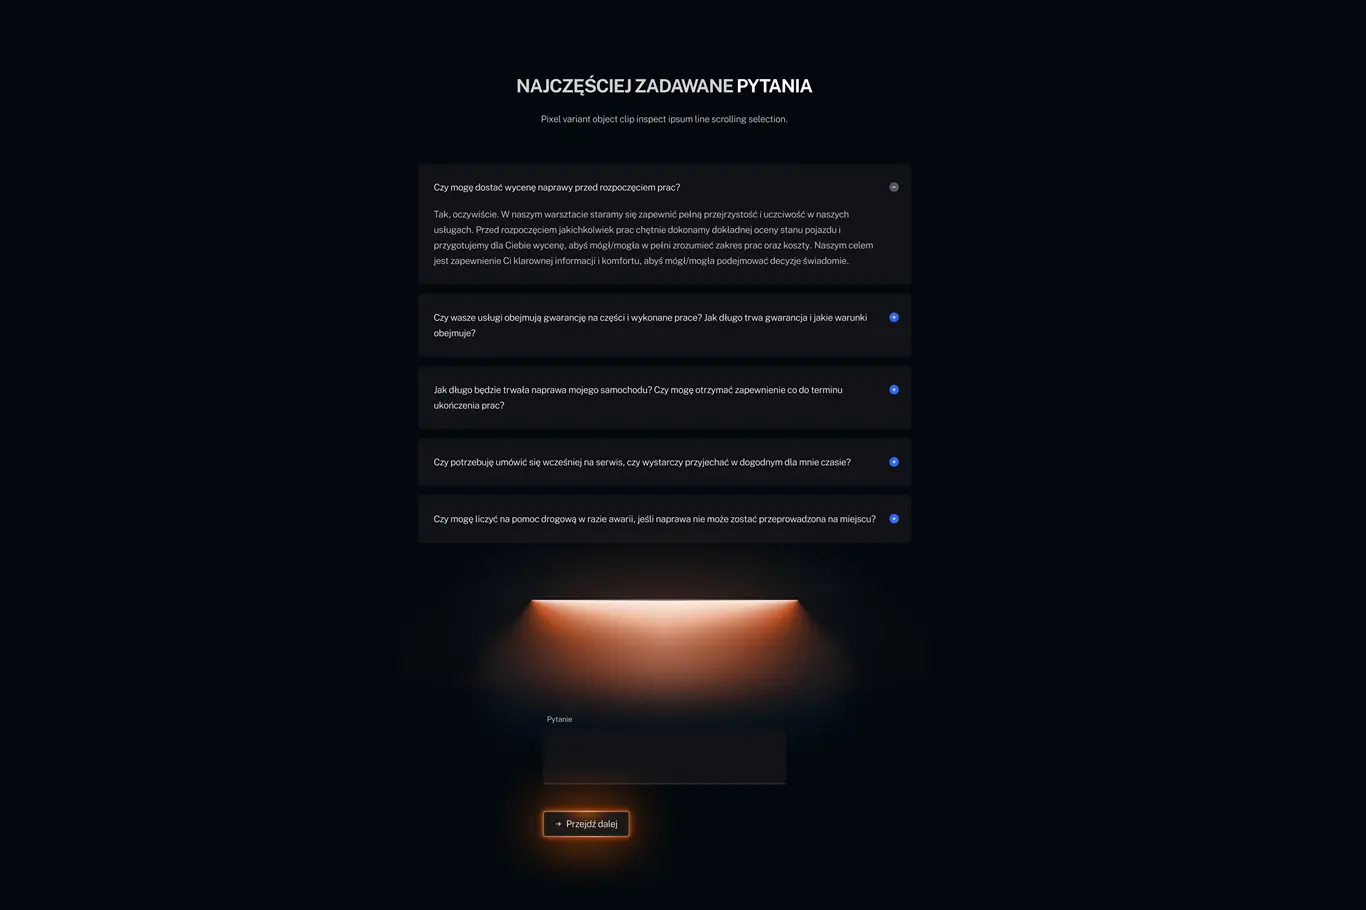 NAJCZĘŚCIEJ ZADAWANE PYTANIA
Pixel variant object clip inspect ipsum line scrolling selection.
Czy mogę dostać wycenę naprawy przed rozpoczęciem prac?
Tak, oczywiście. W naszym warsztacie staramy się zapewnić pełną przejrzystość i uczciwość w naszych
usługach. Przed rozpoczęciem jakichkolwiek prac chętnie dokonamy dokładnej oceny stanu pojazdu i
przygotujemy dla Ciebie wycenę, abyś mógł/mogła w pełni zrozumieć zakres prac oraz koszty. Naszym celem
jest zapewnienie Ci klarownej informacji i komfortu, abyś mógł/mogła podejmować decyzje świadomie.
Czy wasze usługi obejmują gwarancję na części i wykonane prace? Jak długo trwa gwarancja i jakie warunki
obejmuje?
Jak długo będzie trwała naprawa mojego samochodu? Czy mogę otrzymać zapewnienie co do terminu
ukończenia prac?
Czy potrzebuję umówić się wcześniej na serwis, czy wystarczy przyjechać w dogodnym dla mnie czasie?
Czy mogę liczyć na pomoc drogową w razie awarii, jeśli naprawa nie może zostać przeprowadzona na miejscu?
Pytanie
→ Przejdź dalej